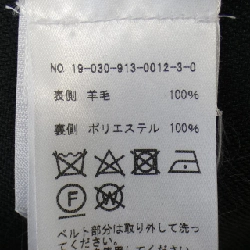 NO 19-030-913-0012-3-0
表側 羊毛 100%
裏側 ポリエステル 100%
F W
ベルト部分は取り外して洗っ
てください。